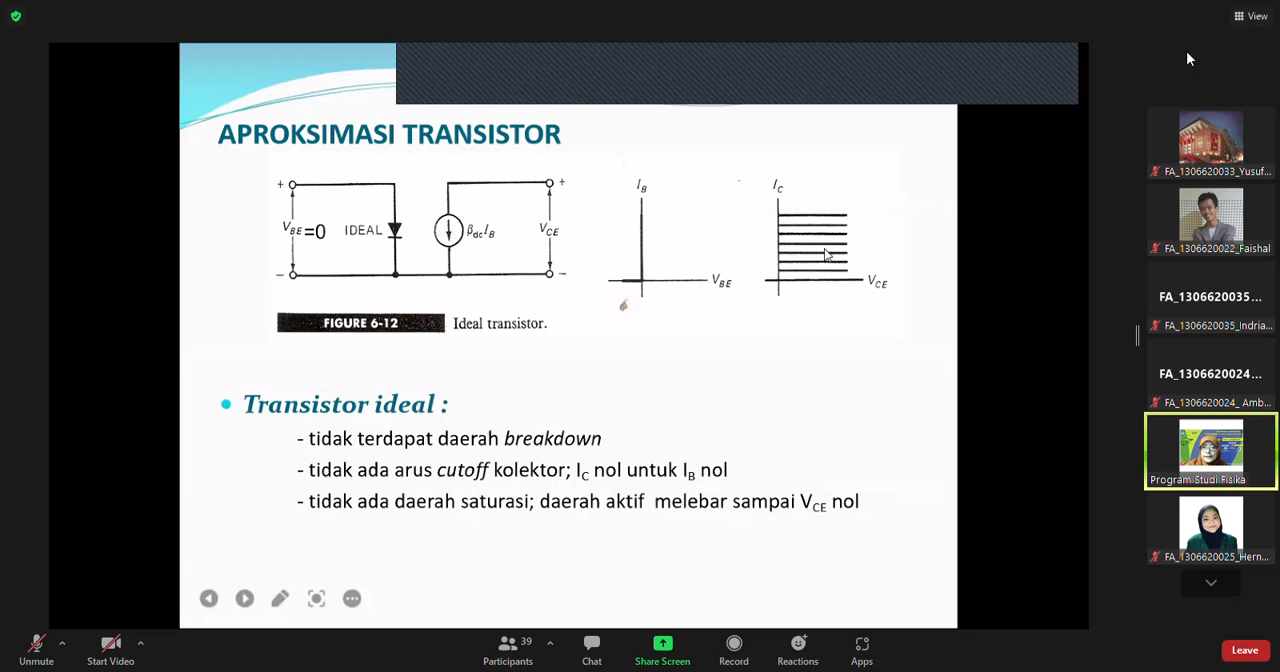 View
APROKSIMASI TRANSISTOR
+
V_BE=0
IDEAL
β_dc I_B
V_CE
+
−
−
I_B
V_BE
I_C
V_CE
FIGURE 6-12 Ideal transistor.
• Transistor ideal :
- tidak terdapat daerah breakdown
- tidak ada arus cutoff kolektor; I_C nol untuk I_B nol
- tidak ada daerah saturasi; daerah aktif melebar sampai V_CE nol
FA_1306620033_Yusuf...
FA_1306620022_Faishal
FA_1306620035...
FA_1306620035_Indria...
FA_1306620024...
FA_1306620024_ Amb...
Program Studi Fisika
FA_1306620025_Hern...
Unmute
Start Video
39
Participants
Chat
Share Screen
Record
Reactions
Apps
Leave